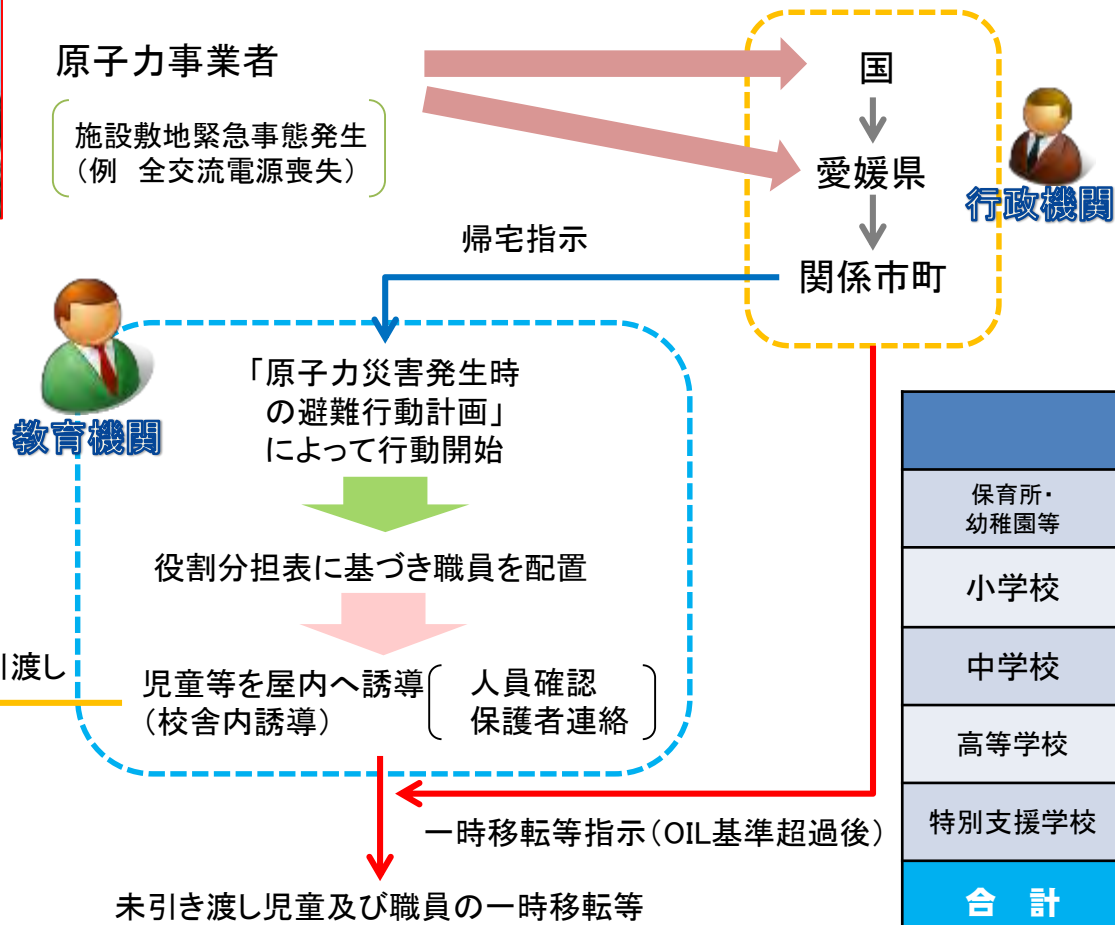 原子力事業者
施設敷地緊急事態発生
（例　全交流電源喪失）
国
愛媛県
関係市町
行政機関
帰宅指示
教育機関
「原子力災害発生時
の避難行動計画」
によって行動開始
役割分担表に基づき職員を配置
引渡し
児童等を屋内へ誘導
（校舎内誘導）
人員確認
保護者連絡
一時移転等指示（OIL基準超過後）
未引き渡し児童及び職員の一時移転等
保育所・
幼稚園等
小学校
中学校
高等学校
特別支援学校
合　計